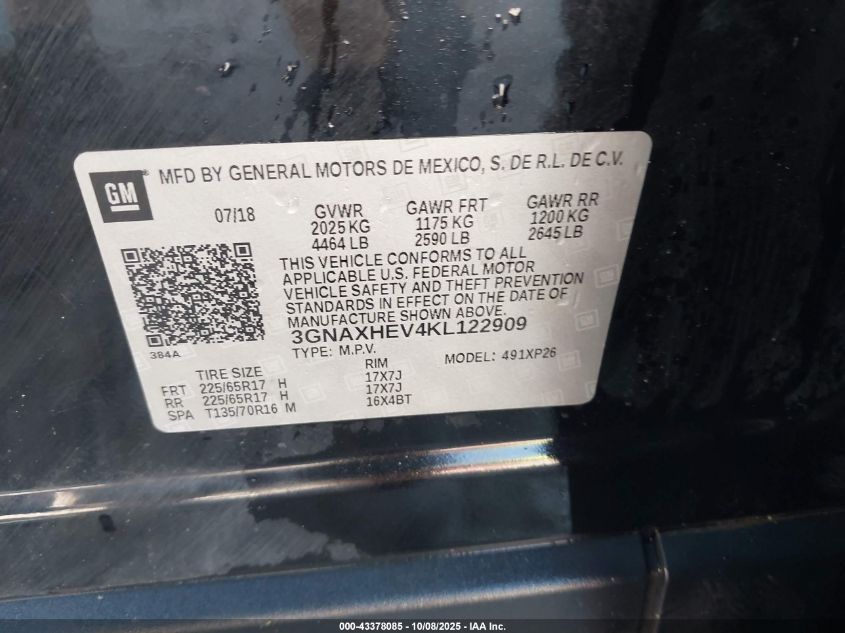 GM
MFD BY GENERAL MOTORS DE MEXICO, S. DE R.L. DE C.V.
07/18 GVWR GAWR FRT GAWR RR
2025 KG 1175 KG 1200 KG
4464 LB 2590 LB 2645 LB
THIS VEHICLE CONFORMS TO ALL
APPLICABLE U.S. FEDERAL MOTOR
VEHICLE SAFETY AND THEFT PREVENTION
STANDARDS IN EFFECT ON THE DATE OF
MANUFACTURE SHOWN ABOVE.
3GNAXHEV4KL122909
384A TYPE: M.P.V. MODEL: 491XP26
TIRE SIZE RIM
FRT 225/65R17 H 17X7J
RR 225/65R17 H 17X7J
SPA T135/70R16 M 16X4BT
000-43378085 - 10/08/2025 - IAA Inc.